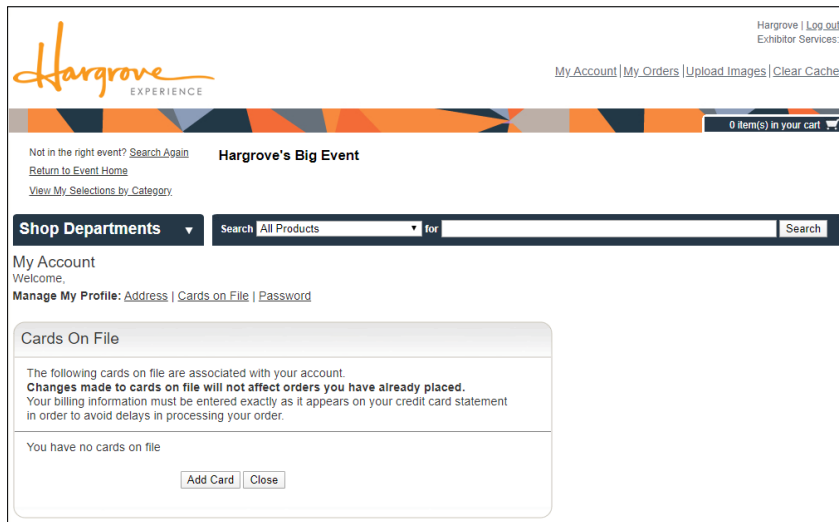 Hargrove | Log out
Exhibitor Services:
Hargrove
EXPERIENCE
My Account | My Orders | Upload Images | Clear Cache
0 item(s) in your cart
Not in the right event? Search Again
Hargrove's Big Event
Return to Event Home
View My Selections by Category
Shop Departments ▼
Search All Products ▼ for Search
My Account
Welcome,
Manage My Profile: Address | Cards on File | Password
Cards On File
The following cards on file are associated with your account.
Changes made to cards on file will not affect orders you have already placed.
Your billing information must be entered exactly as it appears on your credit card statement
in order to avoid delays in processing your order.
You have no cards on file
Add Card Close